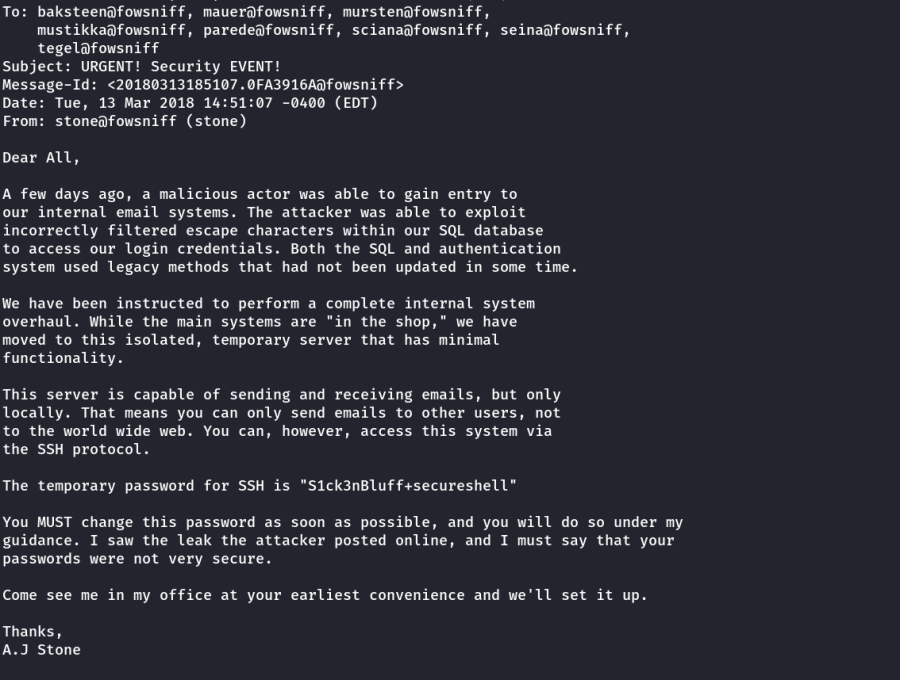 To: baksteen@fowsniff, mauer@fowsniff, mursten@fowsniff,
mustikka@fowsniff, parede@fowsniff, sciana@fowsniff, seina@fowsniff,
tegel@fowsniff
Subject: URGENT! Security EVENT!
Message-Id: <20180313185107.0FA3916A@fowsniff>
Date: Tue, 13 Mar 2018 14:51:07 -0400 (EDT)
From: stone@fowsniff (stone)
Dear All,
A few days ago, a malicious actor was able to gain entry to
our internal email systems. The attacker was able to exploit
incorrectly filtered escape characters within our SQL database
to access our login credentials. Both the SQL and authentication
system used legacy methods that had not been updated in some time.
We have been instructed to perform a complete internal system
overhaul. While the main systems are "in the shop," we have
moved to this isolated, temporary server that has minimal
functionality.
This server is capable of sending and receiving emails, but only
locally. That means you can only send emails to other users, not
to the world wide web. You can, however, access this system via
the SSH protocol.
The temporary password for SSH is "S1ck3nBluff+secureshell"
You MUST change this password as soon as possible, and you will do so under my
guidance. I saw the leak the attacker posted online, and I must say that your
passwords were not very secure.
Come see me in my office at your earliest convenience and we'll set it up.
Thanks,
A.J Stone